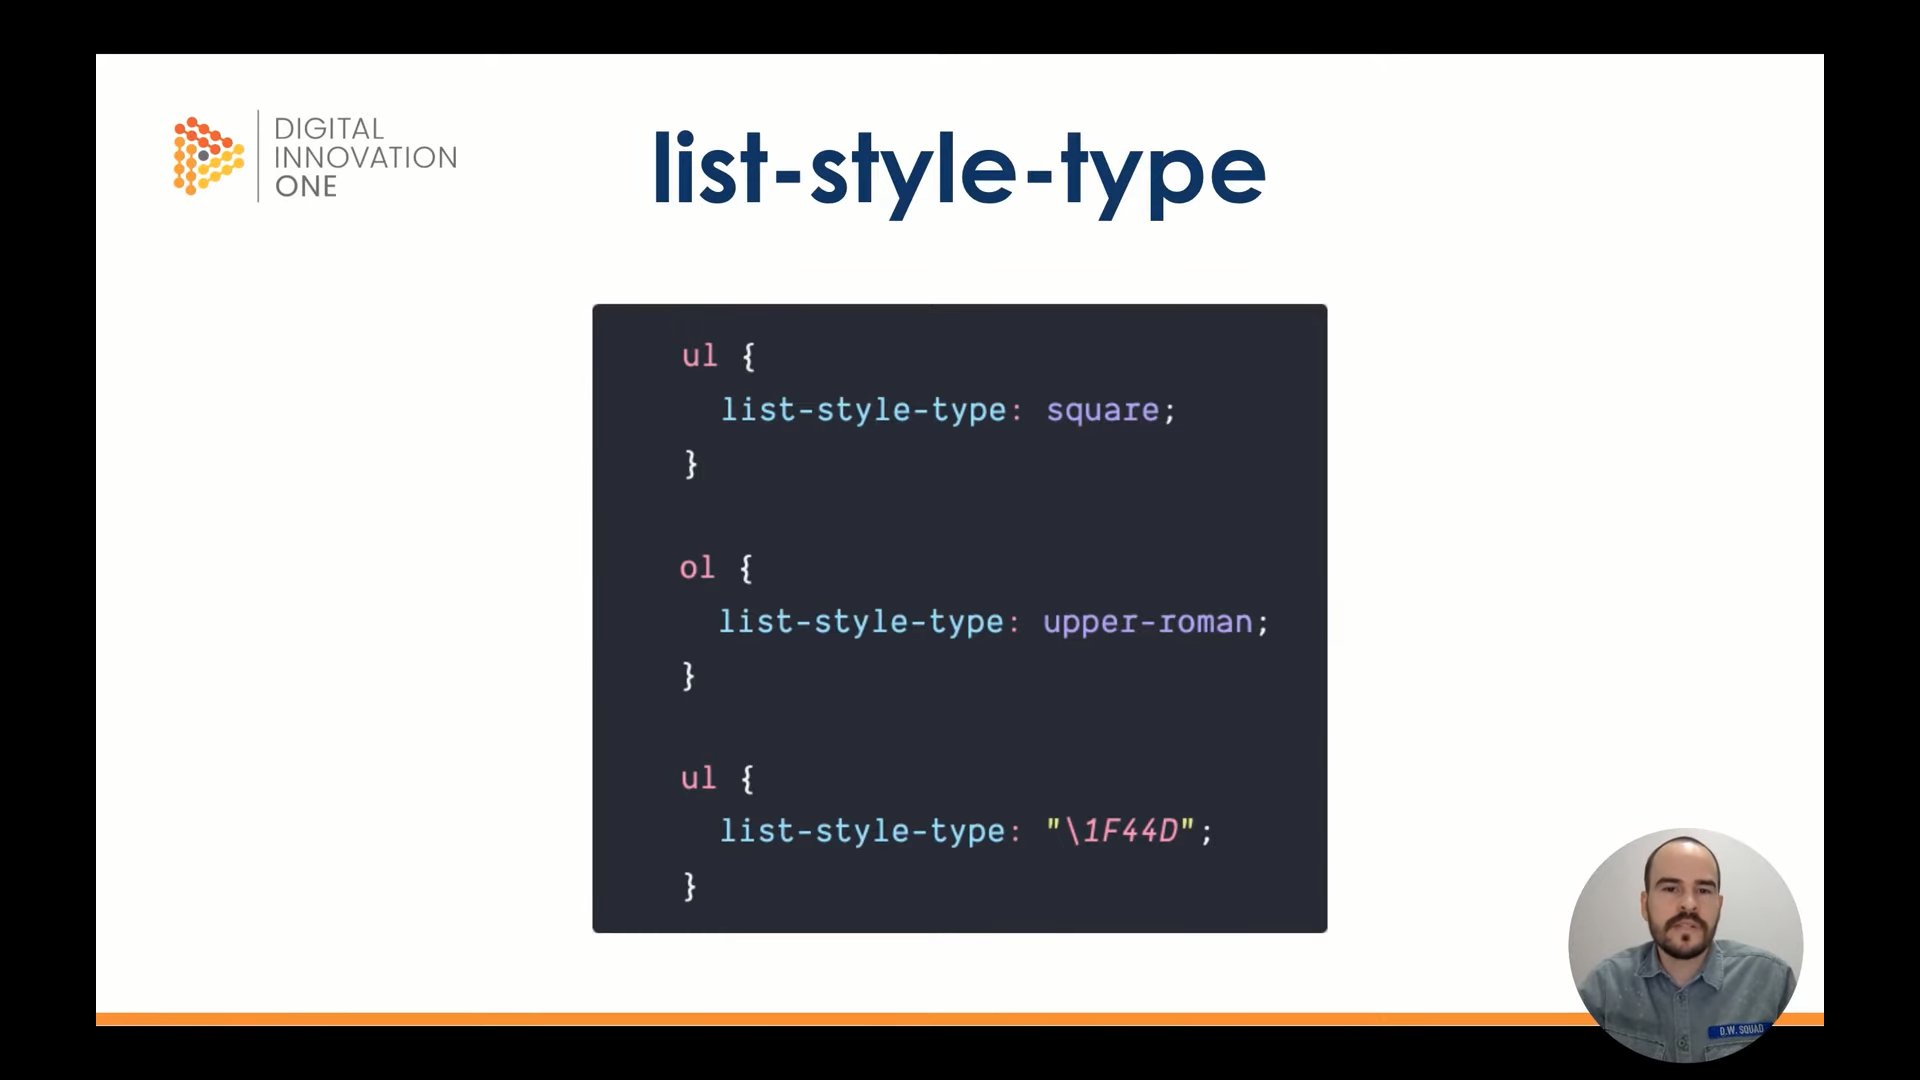 DIGITAL
INNOVATION
ONE
list-style-type
ul {
list-style-type: square;
}
ol {
list-style-type: upper-roman;
}
ul {
list-style-type: "\1F44D";
}
D.W. SQUAD